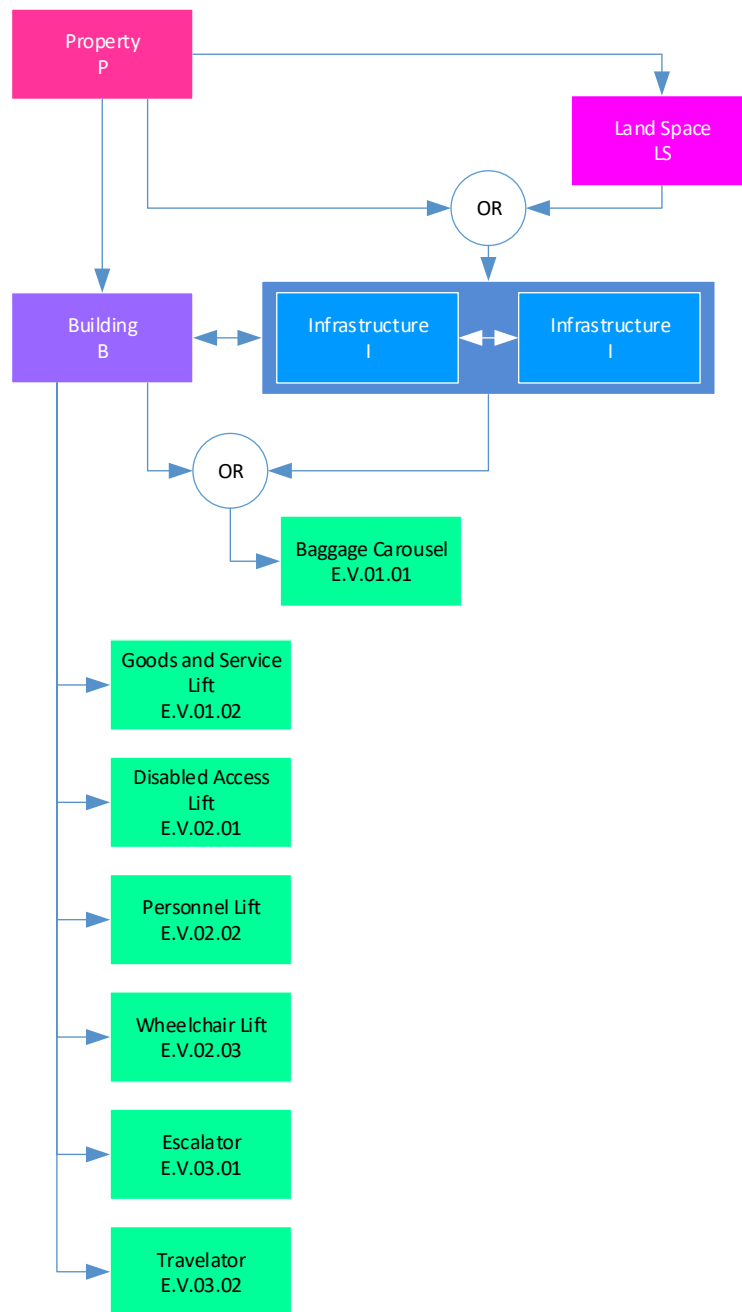 Property
P
Land Space
LS
OR
Building
B
Infrastructure
I
Infrastructure
I
OR
Baggage Carousel
E.V.01.01
Goods and Service
Lift
E.V.01.02
Disabled Access
Lift
E.V.02.01
Personnel Lift
E.V.02.02
Wheelchair Lift
E.V.02.03
Escalator
E.V.03.01
Travelator
E.V.03.02